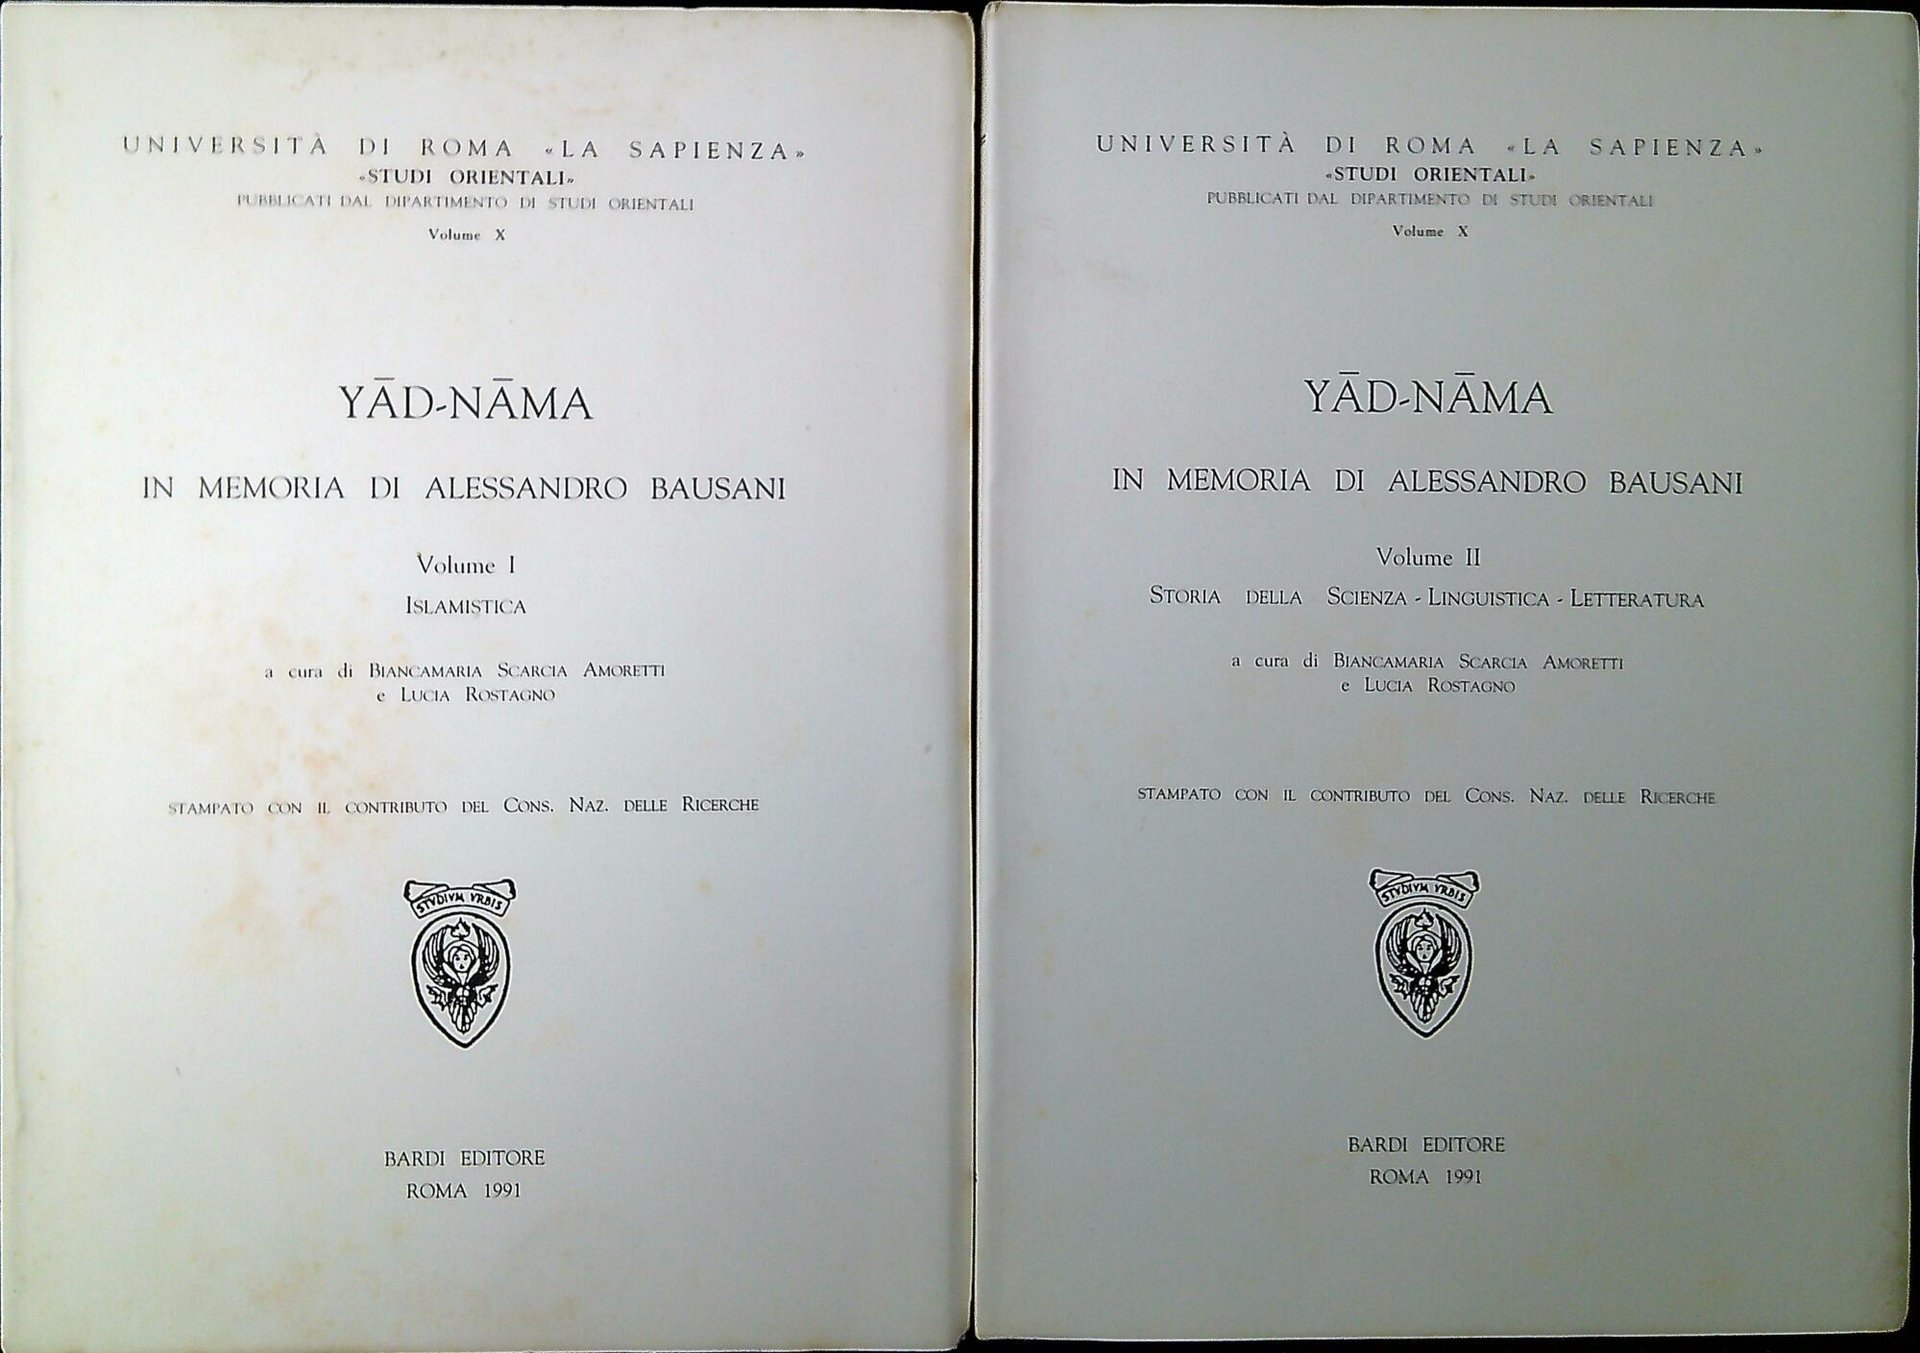 UNIVERSITÀ DI ROMA «LA SAPIENZA»
«STUDI ORIENTALI»
PUBBLICATI DAL DIPARTIMENTO DI STUDI ORIENTALI
Volume X
YĀD-NĀMA
IN MEMORIA DI ALESSANDRO BAUSANI
Volume I
ISLAMISTICA
a cura di BIANCAMARIA SCARCIA AMORETTI
e LUCIA ROSTAGNO
STAMPATO CON IL CONTRIBUTO DEL CONS. NAZ. DELLE RICERCHE
STVDIVM VRBIS
BARDI EDITORE
ROMA 1991
UNIVERSITÀ DI ROMA «LA SAPIENZA»
«STUDI ORIENTALI»
PUBBLICATI DAL DIPARTIMENTO DI STUDI ORIENTALI
Volume X
YĀD-NĀMA
IN MEMORIA DI ALESSANDRO BAUSANI
Volume II
STORIA DELLA SCIENZA - LINGUISTICA - LETTERATURA
a cura di BIANCAMARIA SCARCIA AMORETTI
e LUCIA ROSTAGNO
STAMPATO CON IL CONTRIBUTO DEL CONS. NAZ. DELLE RICERCHE
STVDIVM VRBIS
BARDI EDITORE
ROMA 1991